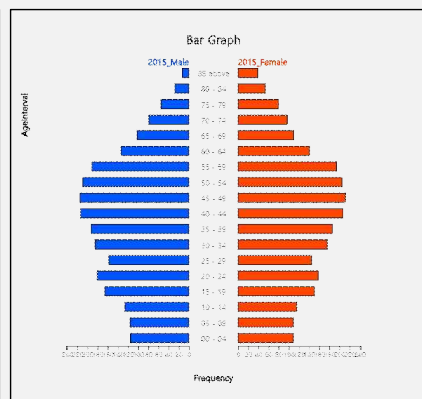 Bar Graph
2015_Male 2015_Female
AgeInterval
85 above
80 - 84
75 - 79
70 - 74
65 - 69
60 - 64
55 - 59
50 - 54
45 - 49
40 - 44
35 - 39
30 - 34
25 - 29
20 - 24
15 - 19
10 - 14
05 - 09
00 - 04
Frequency